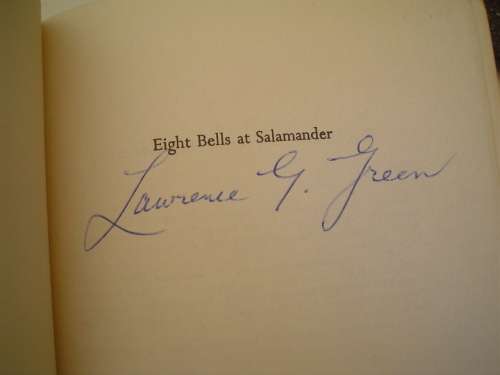 Eight Bells at Salamander
Lawrence G. Green